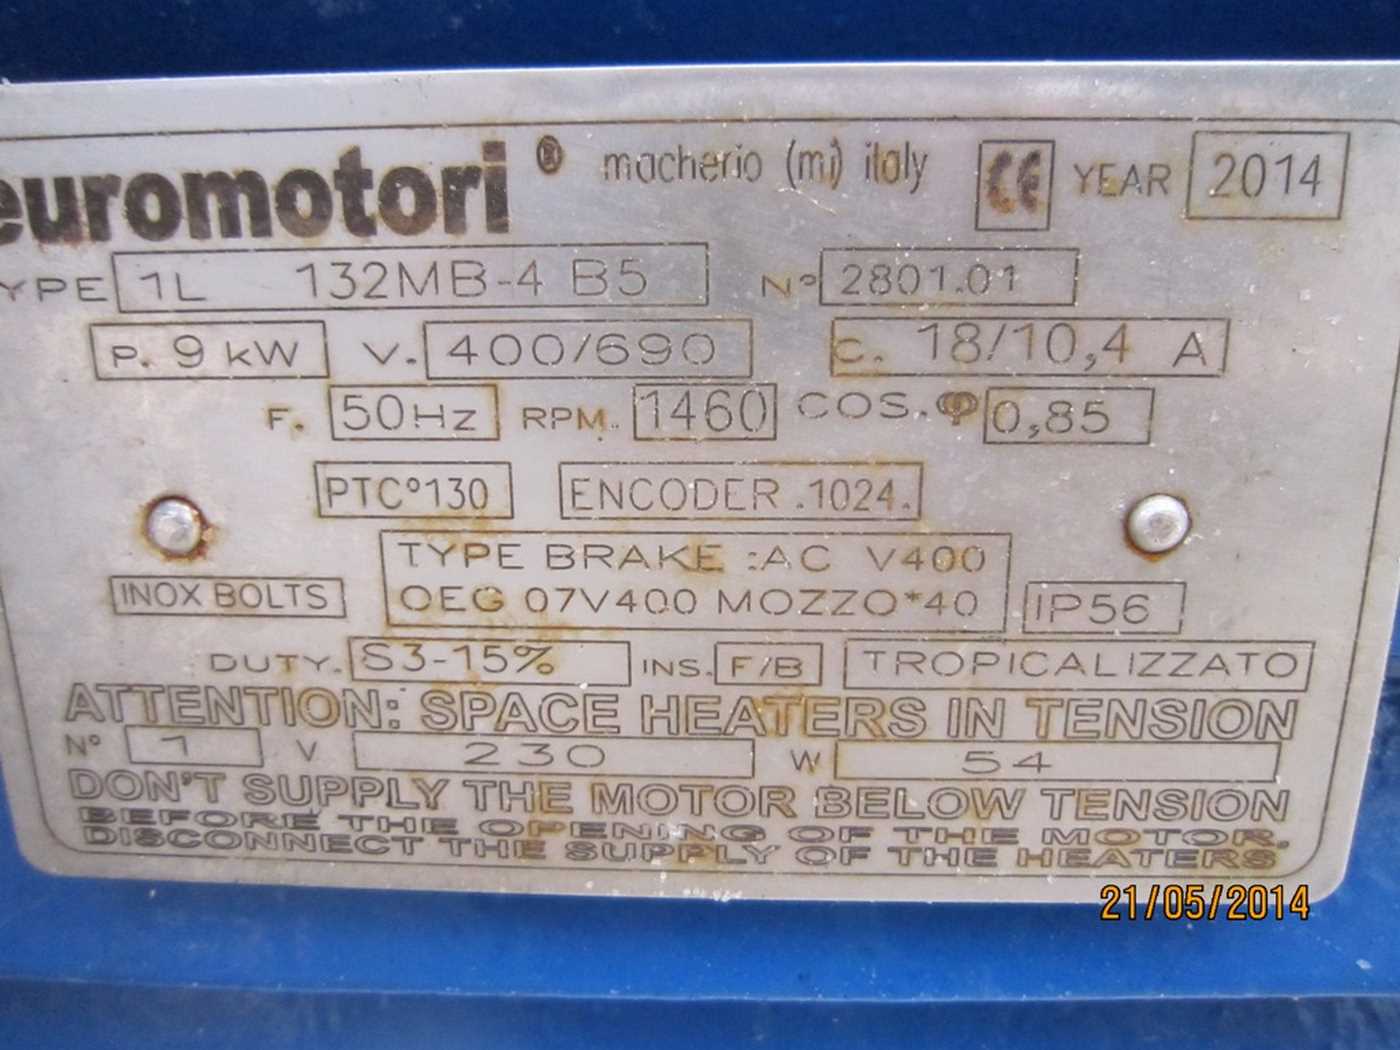 euromotori ® macherio (mi) italy CE YEAR 2014
TYPE 1L 132MB-4 B5 N° 2801.01
P. 9 kW V. 400/690 C. 18/10,4 A
F. 50Hz RPM. 1460 COS.φ 0,85
PTC°130 ENCODER .1024.
TYPE BRAKE :AC V400
INOX BOLTS OEG 07V400 MOZZO*40 IP56
DUTY. S3-15% INS. F/B TROPICALIZZATO
ATTENTION: SPACE HEATERS IN TENSION
N° 1 V 230 W 54
DON'T SUPPLY THE MOTOR BELOW TENSION
BEFORE THE OPENING OF THE MOTOR,
DISCONNECT THE SUPPLY OF THE HEATERS
21/05/2014